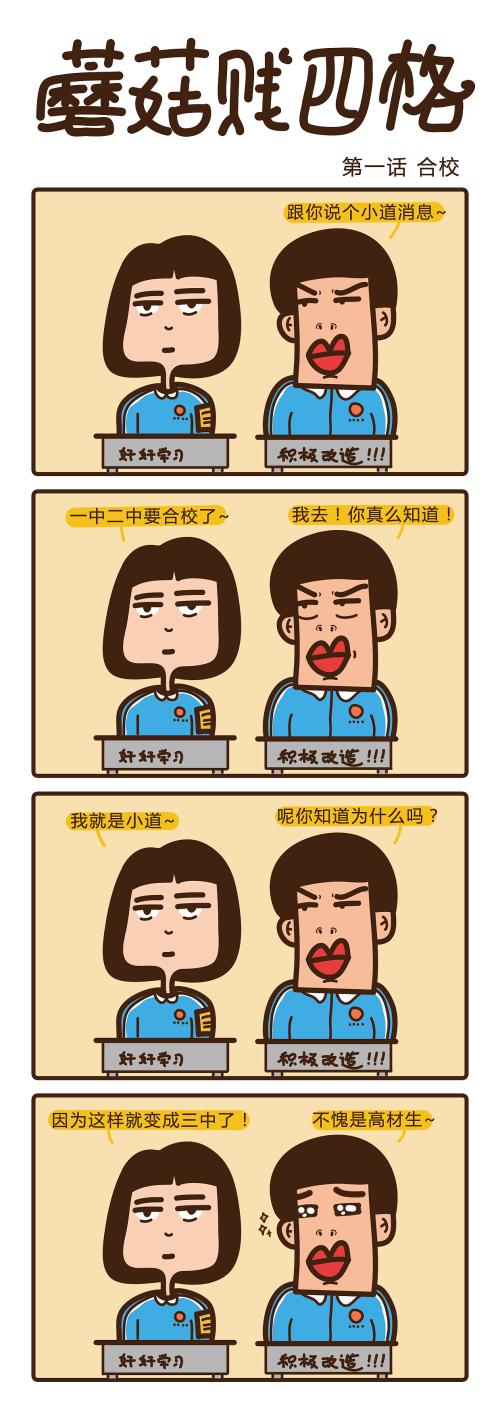 蘑菇贱四格
第一话 合校
跟你说个小道消息~
好好学习
积极改造!!!
一中二中要合校了~
我去！你真么知道！
好好学习
积极改造!!!
我就是小道~
呢你知道为什么吗？
好好学习
积极改造!!!
因为这样就变成三中了！
不愧是高材生~
好好学习
积极改造!!!